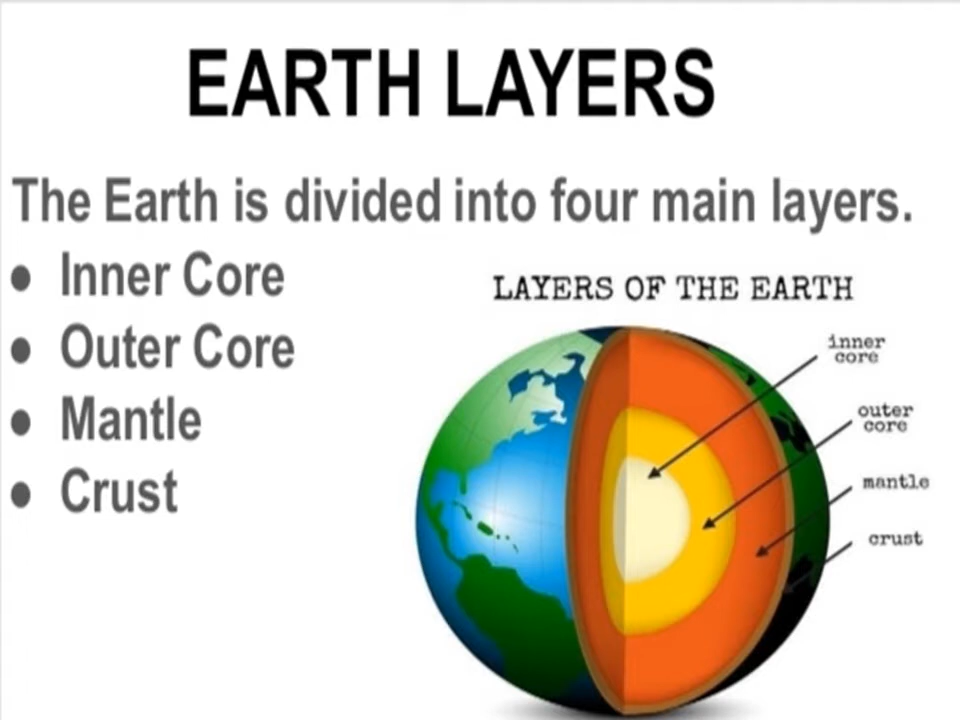 EARTH LAYERS
The Earth is divided into four main layers.
● Inner Core
● Outer Core
● Mantle
● Crust
LAYERS OF THE EARTH
inner
core
outer
core
mantle
crust